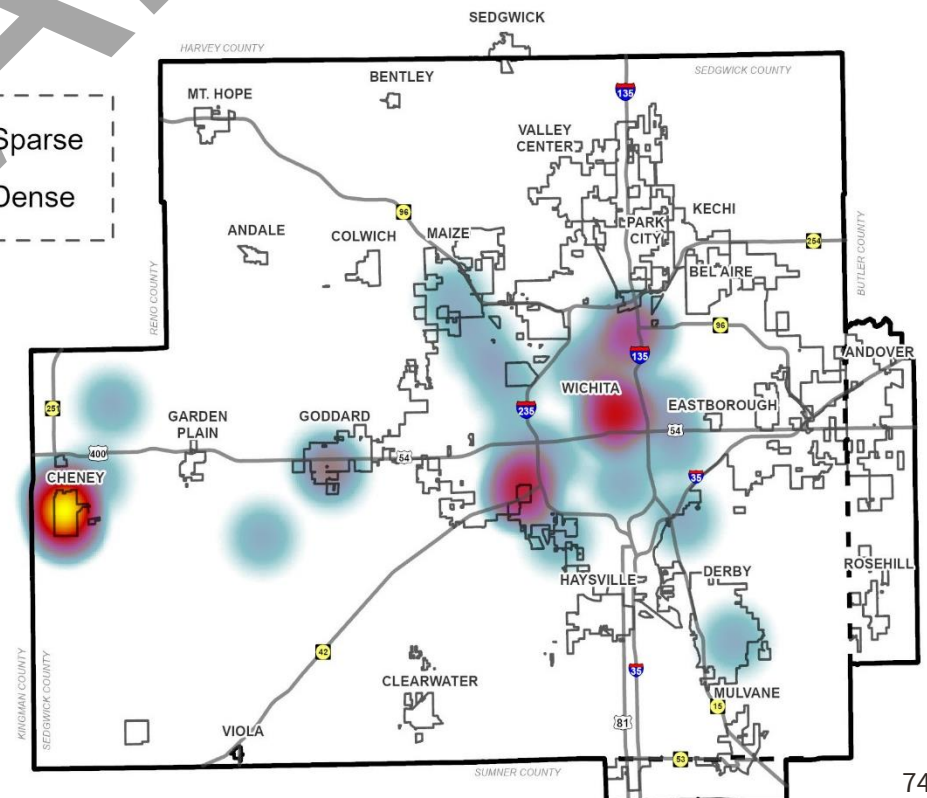 SEDGWICK
HARVEY COUNTY
SEDGWICK COUNTY
BENTLEY
MT. HOPE
135
VALLEY
CENTER
Sparse
Dense
96
KECHI
PARK
CITY
ANDALE
COLWICH
MAIZE
254
BEL AIRE
RENO COUNTY
BUTLER COUNTY
96
135
ANDOVER
WICHITA
251
235
EASTBOROUGH
GARDEN
PLAIN
GODDARD
54
400
54
CHENEY
35
HAYSVILLE
DERBY
ROSEHILL
42
35
KINGMAN COUNTY
SEDGWICK COUNTY
CLEARWATER
MULVANE
15
81
VIOLA
53
SUMNER COUNTY
74